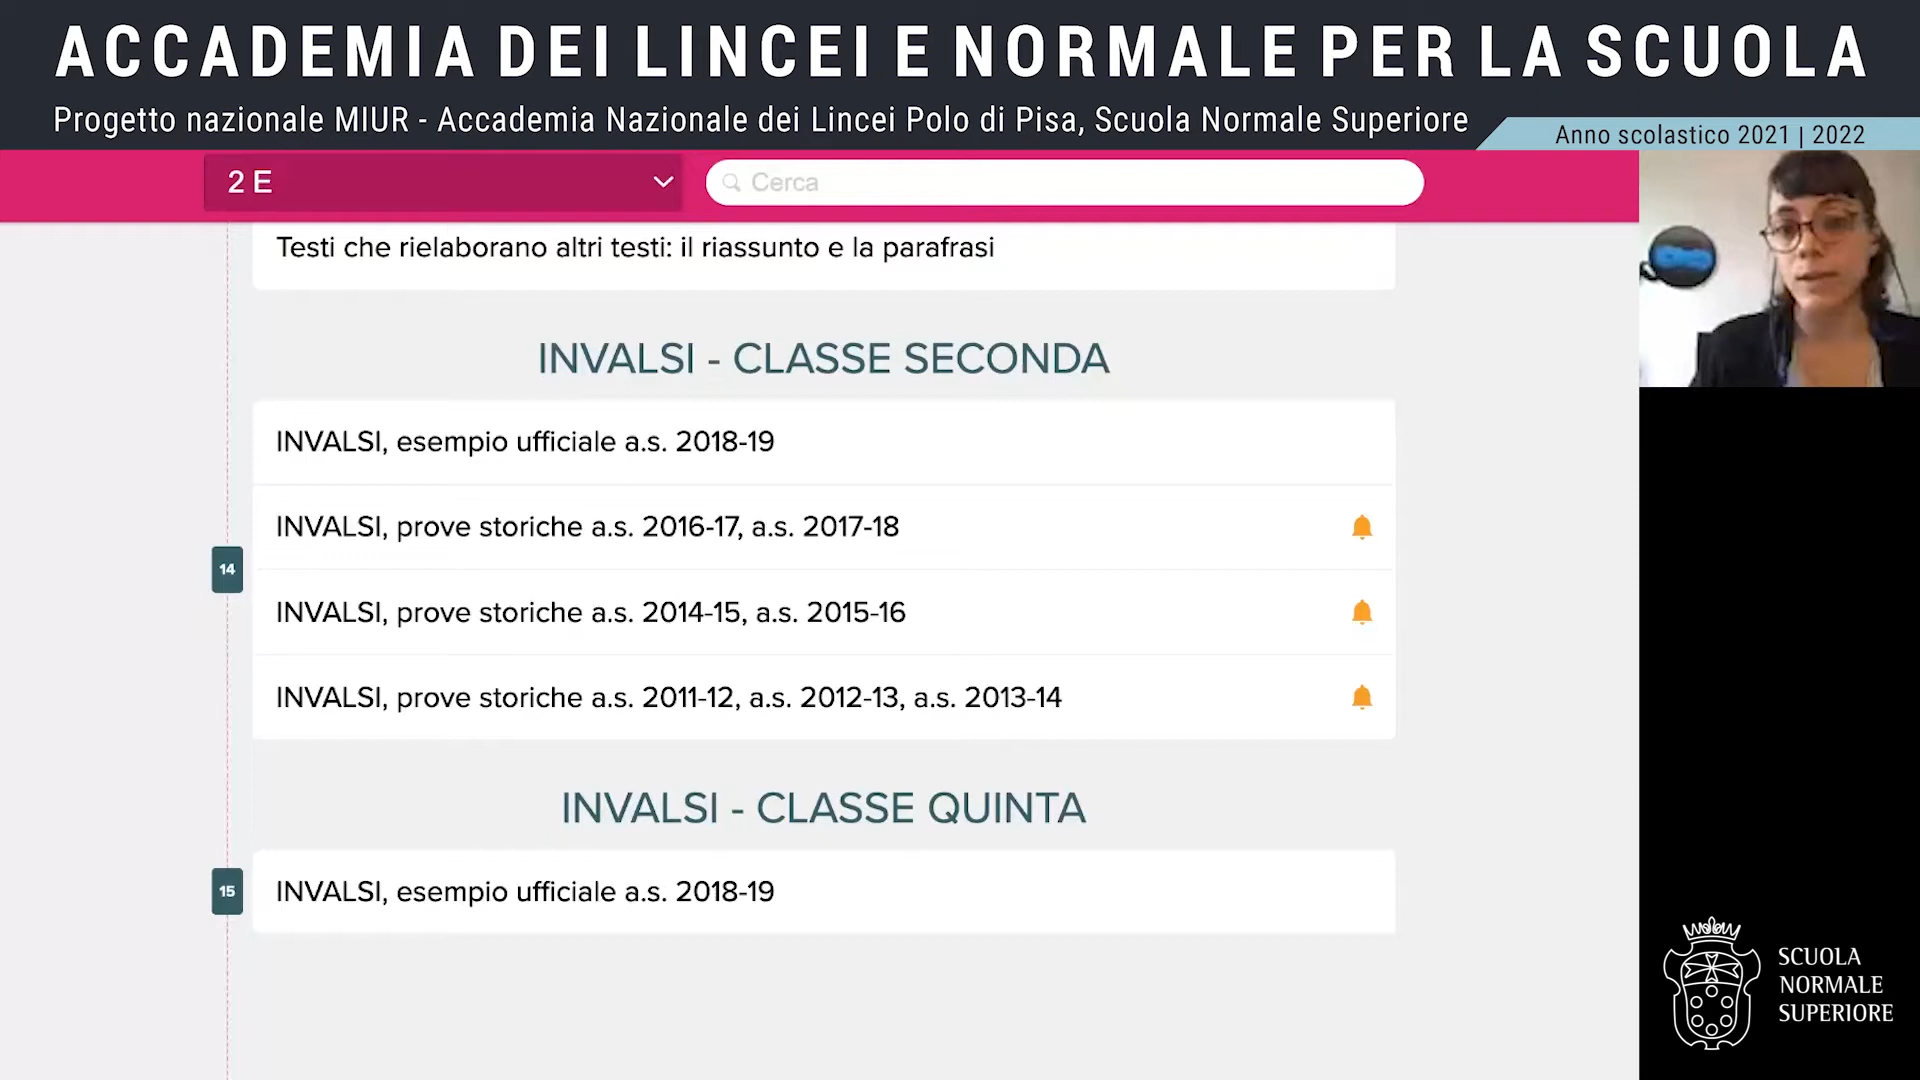 ACCADEMIA DEI LINCEI E NORMALE PER LA SCUOLA
Progetto nazionale MIUR - Accademia Nazionale dei Lincei Polo di Pisa, Scuola Normale Superiore
Anno scolastico 2021 | 2022
2 E
Cerca
Testi che rielaborano altri testi: il riassunto e la parafrasi
INVALSI - CLASSE SECONDA
INVALSI, esempio ufficiale a.s. 2018-19
INVALSI, prove storiche a.s. 2016-17, a.s. 2017-18
14
INVALSI, prove storiche a.s. 2014-15, a.s. 2015-16
INVALSI, prove storiche a.s. 2011-12, a.s. 2012-13, a.s. 2013-14
INVALSI - CLASSE QUINTA
15
INVALSI, esempio ufficiale a.s. 2018-19
SCUOLA
NORMALE
SUPERIORE